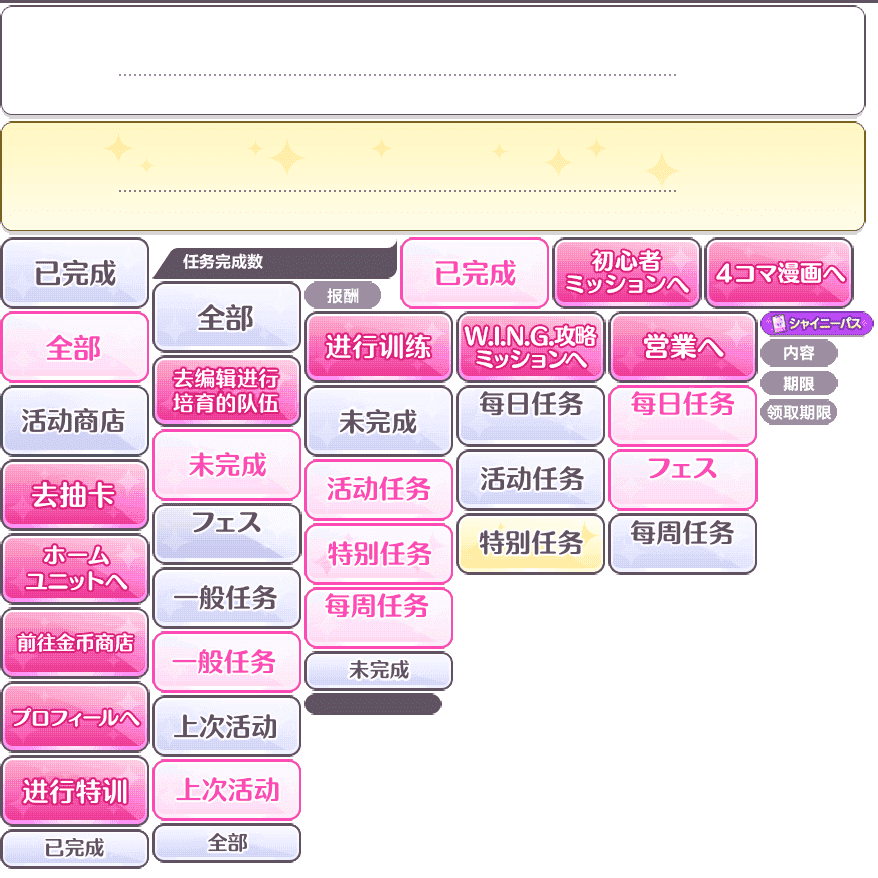 已完成
任务完成数
已完成
初心者
ミッションへ
4コマ漫画へ
全部
全部
报酬
进行训练
W.I.N.G.攻略
ミッションへ
営業へ
シャイニーパス
内容
期限
领取期限
活动商店
去编辑进行
培育的队伍
未完成
每日任务
每日任务
去抽卡
未完成
活动任务
活动任务
フェス
ホーム
ユニットへ
フェス
特别任务
特别任务
每周任务
前往金币商店
一般任务
每周任务
プロフィールへ
一般任务
未完成
进行特训
上次活动
上次活动
已完成
全部